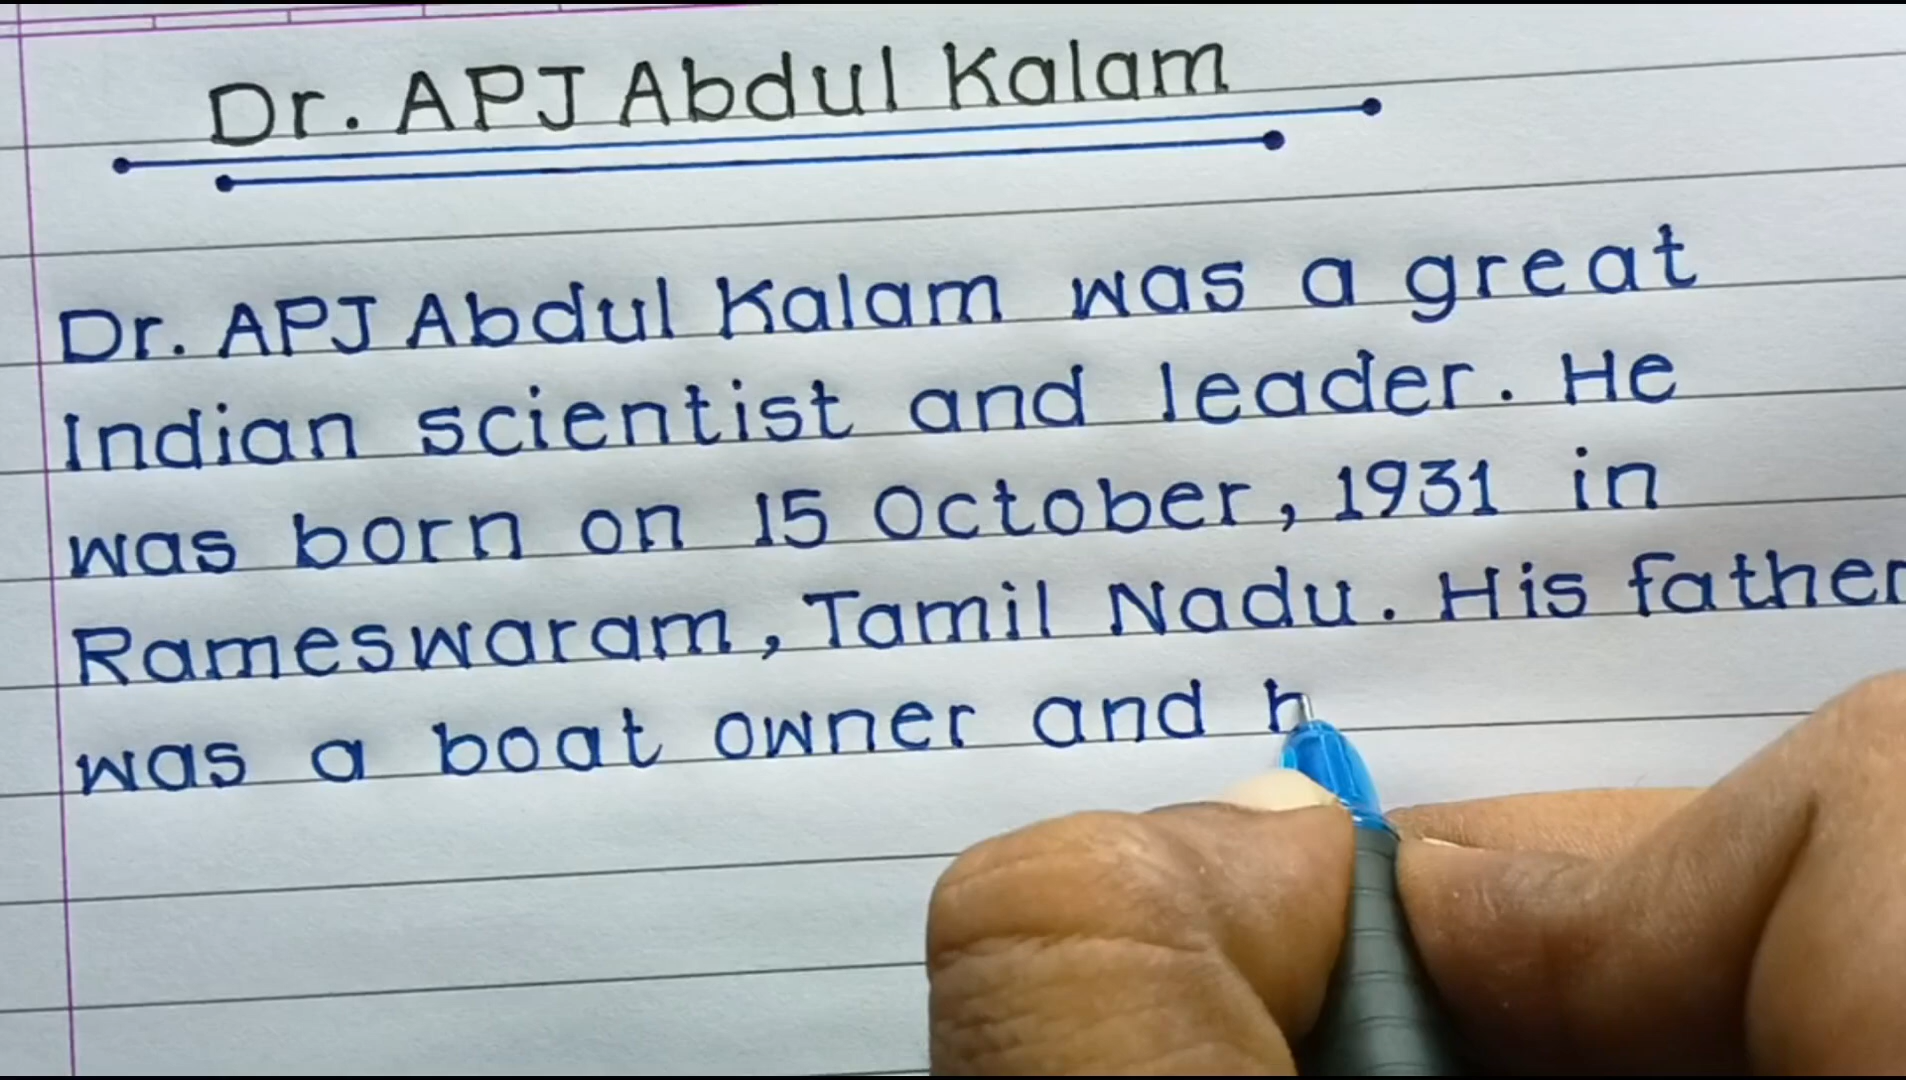 Dr. APJ Abdul Kalam
Dr. APJ Abdul Kalam was a great
Indian scientist and leader. He
was born on 15 October, 1931 in
Rameswaram, Tamil Nadu. His father
was a boat owner and h